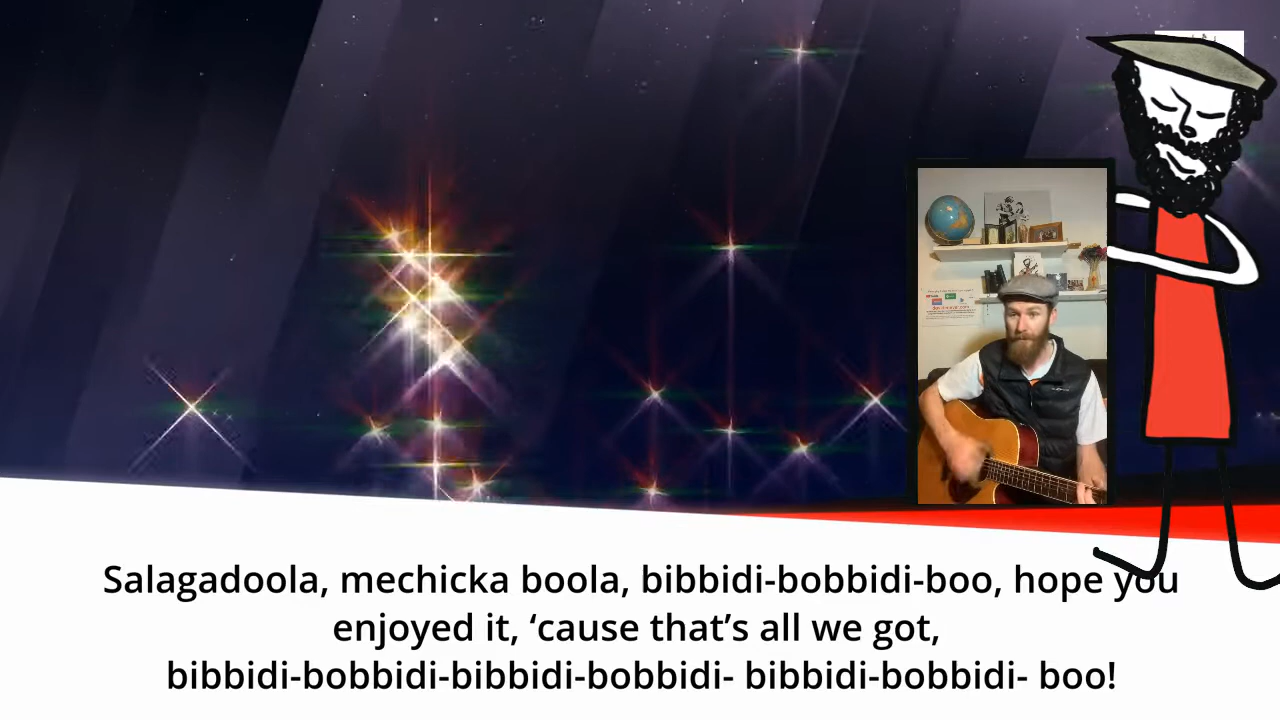 Salagadoola, mechicka boola, bibbidi-bobbidi-boo, hope you
enjoyed it, ‘cause that’s all we got,
bibbidi-bobbidi-bibbidi-bobbidi- bibbidi-bobbidi- boo!